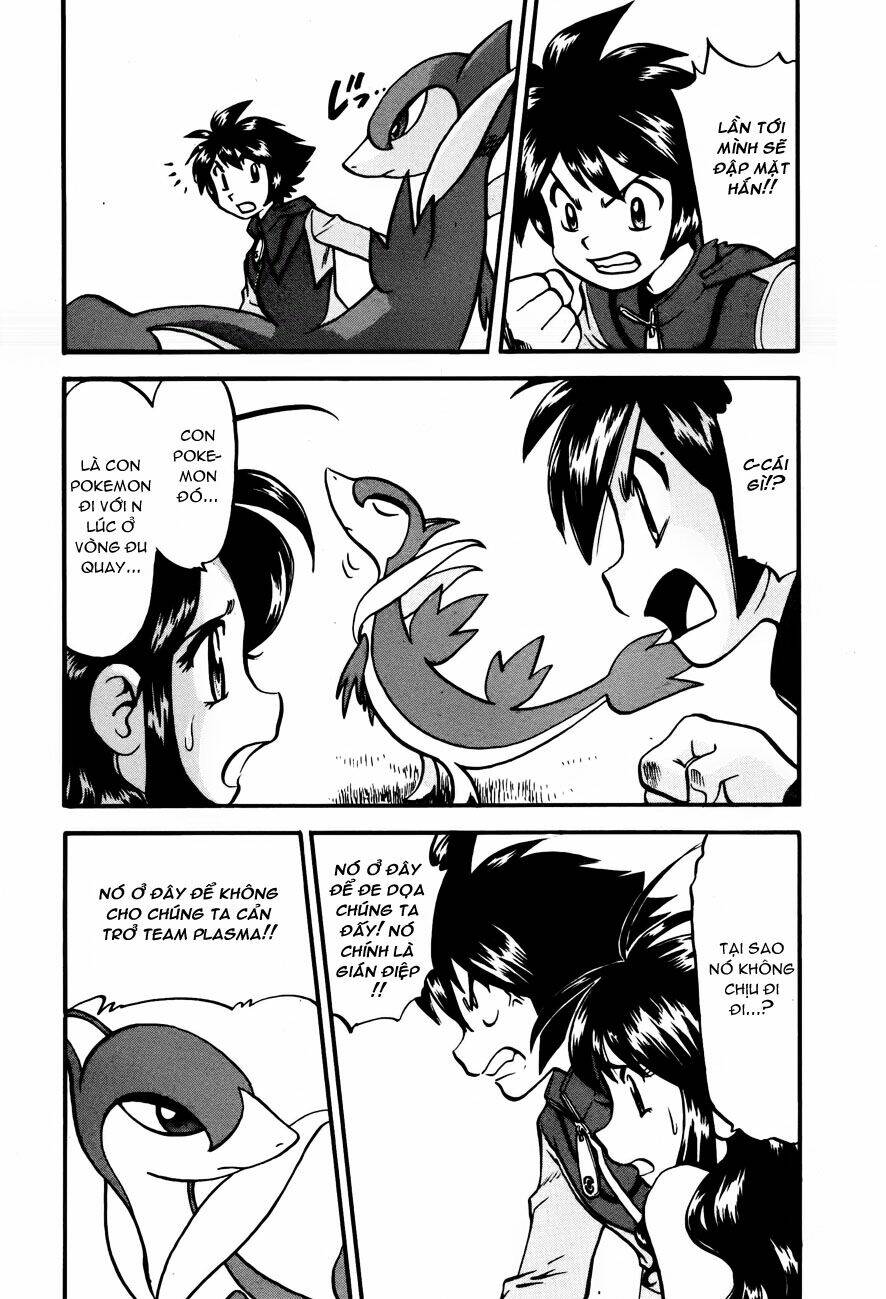 LẦN TỚI
MÌNH SẼ
ĐẬP MẶT
HẮN!!
じっ…
C-CÁI
GÌ!?
CON
POKE-
MON
ĐÓ...
LÀ CON
POKEMON
ĐI VỚI N
LÚC Ở
VÒNG ĐU
QUAY...
TẠI SAO
NÓ KHÔNG
CHỊU ĐI
ĐI...?
NÓ Ở ĐÂY
ĐỂ ĐE DỌA
CHÚNG TA
ĐẤY! NÓ
CHÍNH LÀ
GIÁN ĐIỆP
!!
NÓ Ở ĐÂY ĐỂ KHÔNG
CHO CHÚNG TA CẢN
TRỞ TEAM PLASMA!!